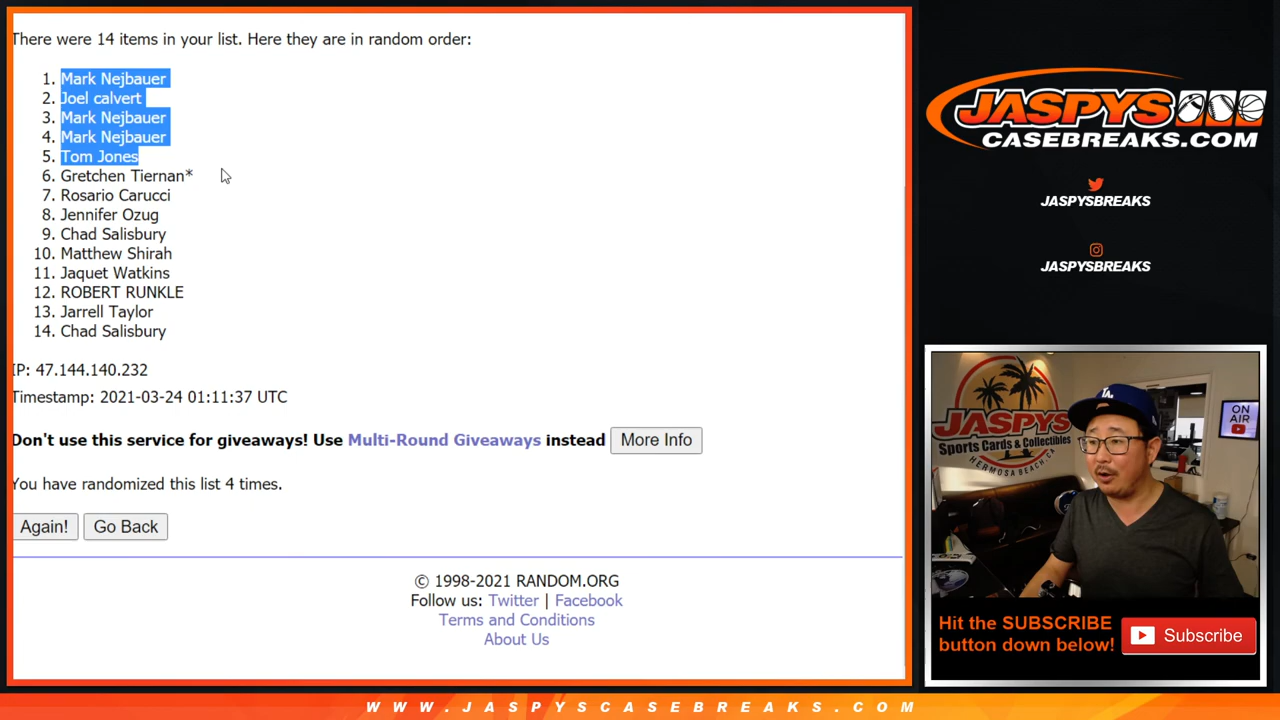 There were 14 items in your list. Here they are in random order:
1. Mark Nejbauer
2. Joel calvert
3. Mark Nejbauer
4. Mark Nejbauer
5. Tom Jones
6. Gretchen Tiernan*
7. Rosario Carucci
8. Jennifer Ozug
9. Chad Salisbury
10. Matthew Shirah
11. Jaquet Watkins
12. ROBERT RUNKLE
13. Jarrell Taylor
14. Chad Salisbury
IP: 47.144.140.232
Timestamp: 2021-03-24 01:11:37 UTC
Don't use this service for giveaways! Use Multi-Round Giveaways instead More Info
You have randomized this list 4 times.
Again! Go Back
© 1998-2021 RANDOM.ORG
Follow us: Twitter | Facebook
Terms and Conditions
About Us
JASPYS
CASEBREAKS.COM
JASPYSBREAKS
JASPYSBREAKS
JASPYS
Sports Cards & Collectibles
HERMOSA BEACH, CA
LA
ON
AIR
Hit the SUBSCRIBE
button down below!
Subscribe
WWW.JASPYSCASEBREAKS.COM